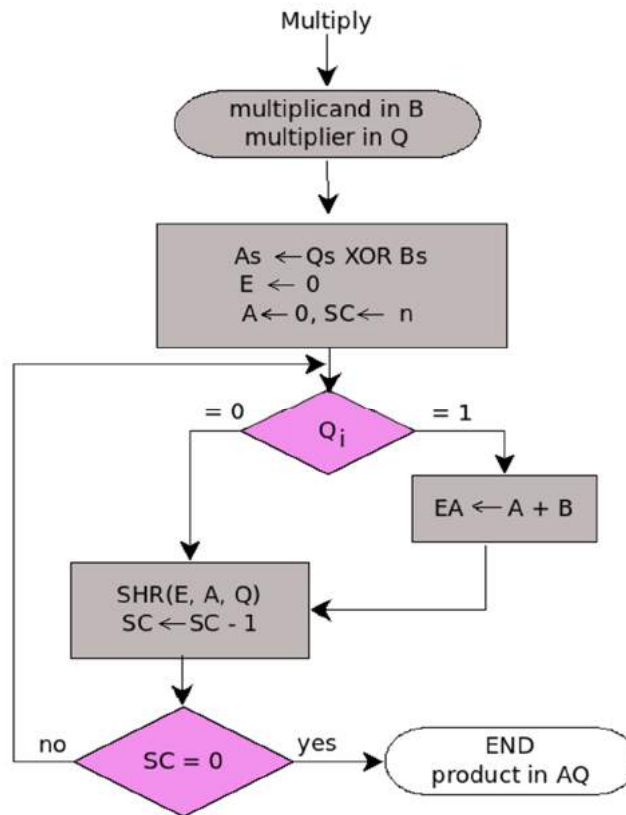 Multiply
multiplicand in B
multiplier in Q
As ←Qs XOR Bs
E ← 0
A← 0, SC← n
= 0
Qi
= 1
EA ← A + B
SHR(E, A, Q)
SC ←SC - 1
no
SC = 0
yes
END
product in AQ